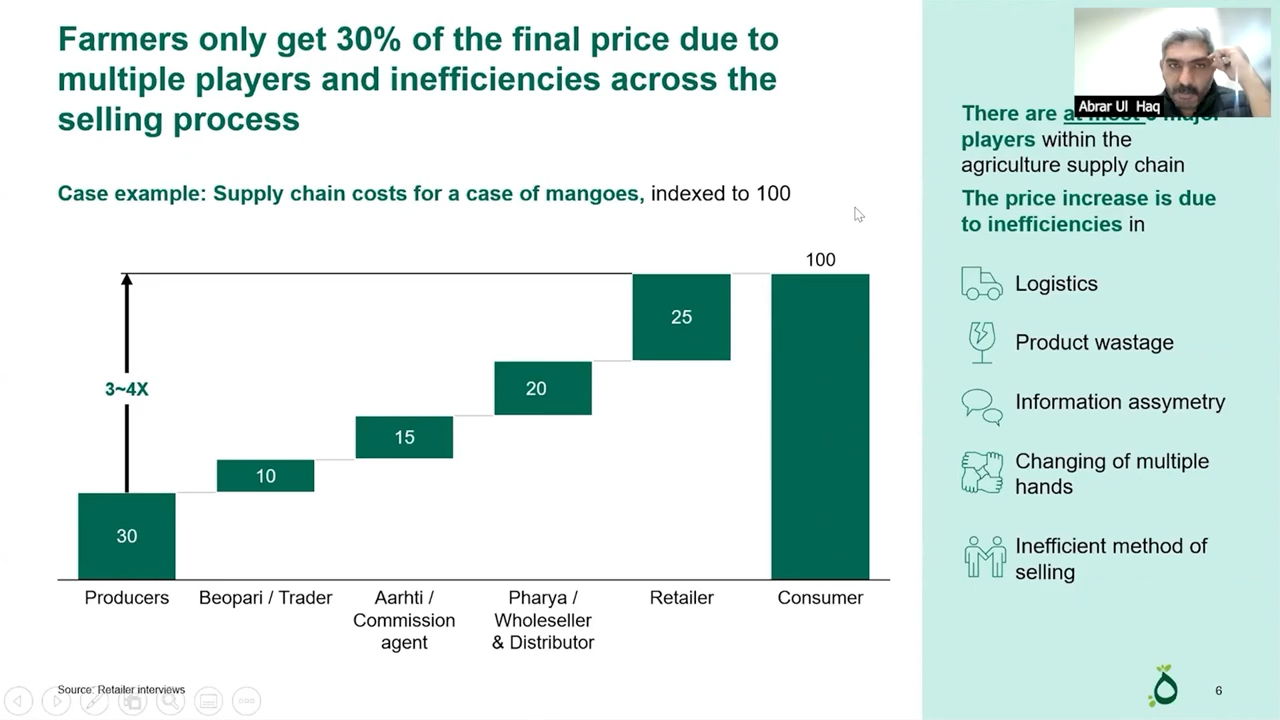 Farmers only get 30% of the final price due to
multiple players and inefficiencies across the
selling process
Case example: Supply chain costs for a case of mangoes, indexed to 100
3~4X
30
10
15
20
25
100
Producers
Beopari / Trader
Aarhti /
Commission
agent
Pharya /
Wholeseller
& Distributor
Retailer
Consumer
Source: Retailer interviews
Abrar Ul Haq
There are at most major
players within the
agriculture supply chain
The price increase is due
to inefficiencies in
Logistics
Product wastage
Information assymetry
Changing of multiple
hands
Inefficient method of
selling
6